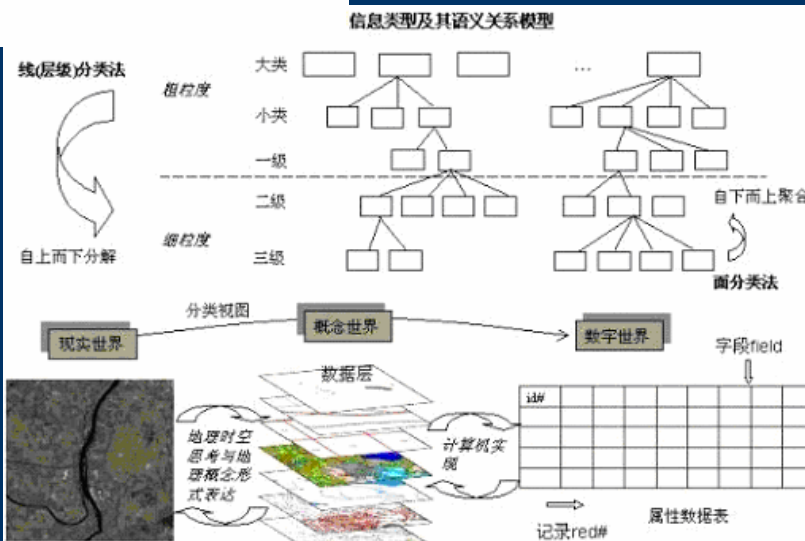 信息类型及其语义关系模型
线(层级)分类法
粗粒度
大类
...
小类
一级
二级
自下而上聚合
细粒度
自上而下分解
三级
面分类法
分类视图
现实世界
概念世界
数字世界
字段field
数据层
id#
地理时空
思考与地
理概念形
式表达
计算机实
现
记录red#
属性数据表